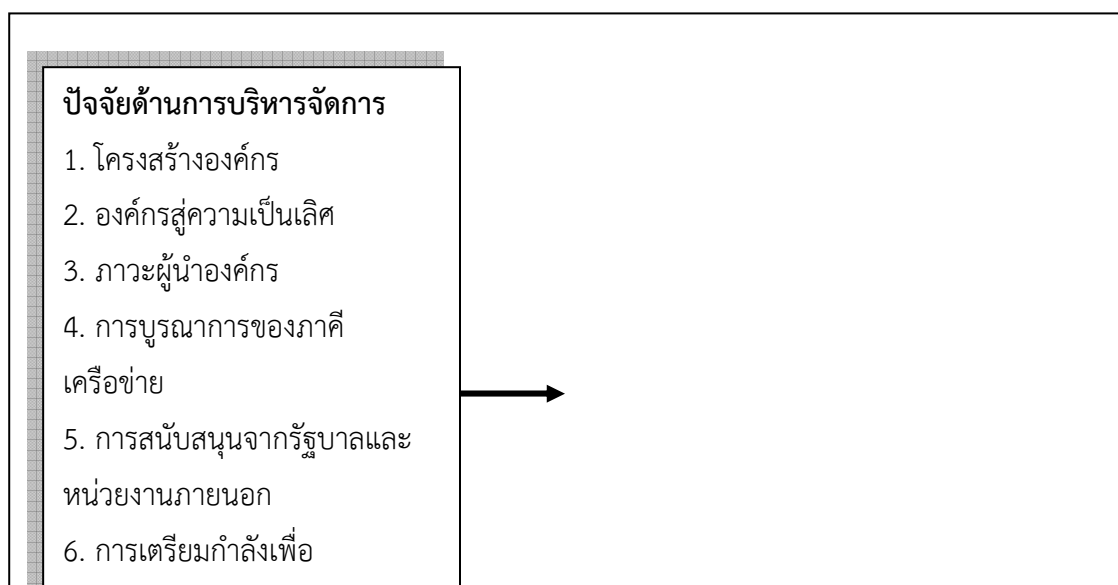 ปัจจัยด้านการบริหารจัดการ
1. โครงสร้างองค์กร
2. องค์กรสู่ความเป็นเลิศ
3. ภาวะผู้นำองค์กร
4. การบูรณาการของภาคี
เครือข่าย
5. การสนับสนุนจากรัฐบาลและ
หน่วยงานภายนอก
6. การเตรียมกำลังเพื่อ